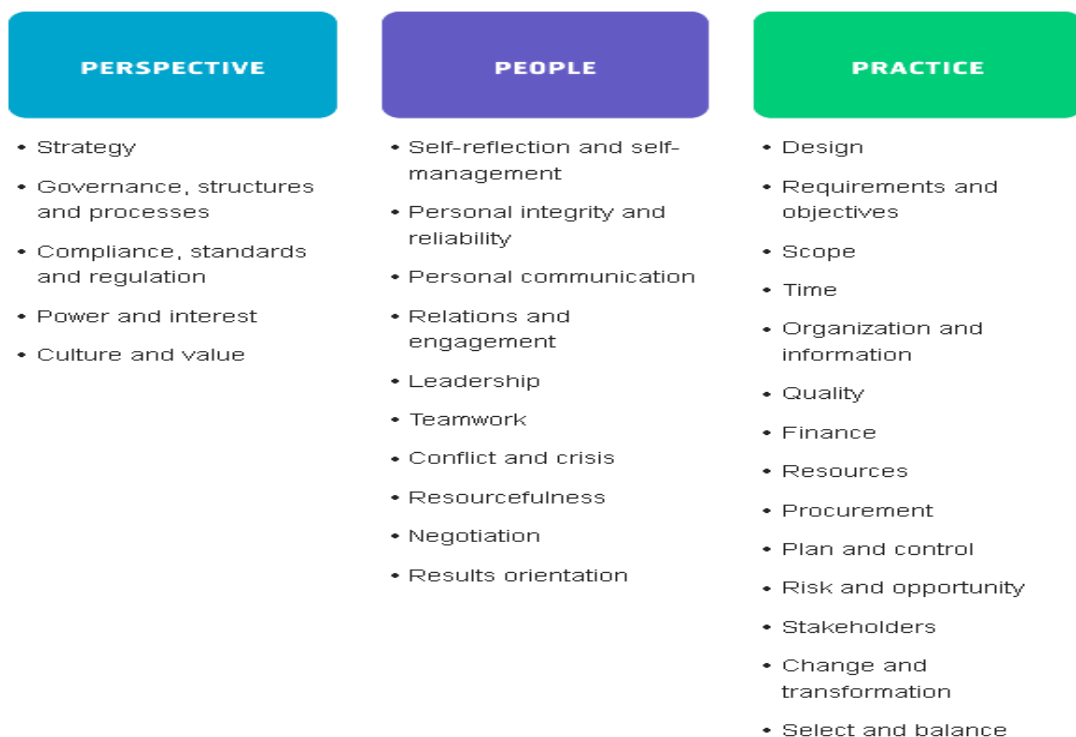 PERSPECTIVE
• Strategy
• Governance, structures
and processes
• Compliance, standards
and regulation
• Power and interest
• Culture and value
PEOPLE
• Self-reflection and self-
management
• Personal integrity and
reliability
• Personal communication
• Relations and
engagement
• Leadership
• Teamwork
• Conflict and crisis
• Resourcefulness
• Negotiation
• Results orientation
PRACTICE
• Design
• Requirements and
objectives
• Scope
• Time
• Organization and
information
• Quality
• Finance
• Resources
• Procurement
• Plan and control
• Risk and opportunity
• Stakeholders
• Change and
transformation
• Select and balance